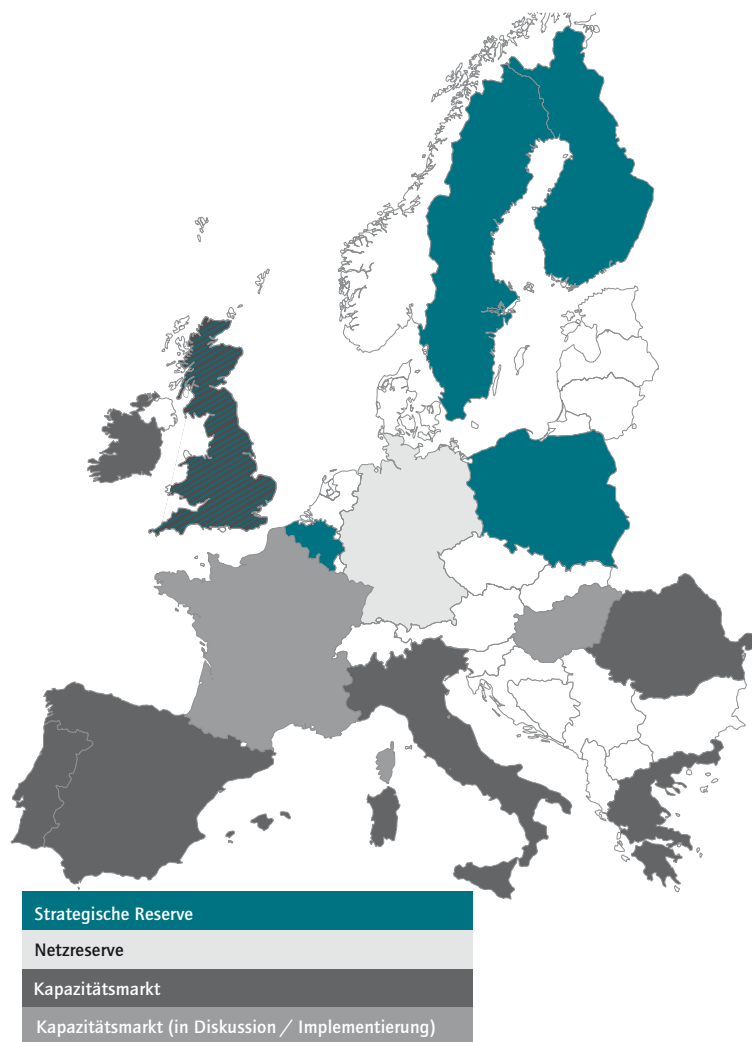 Strategische Reserve
Netzreserve
Kapazitätsmarkt
Kapazitätsmarkt (in Diskussion / Implementierung)